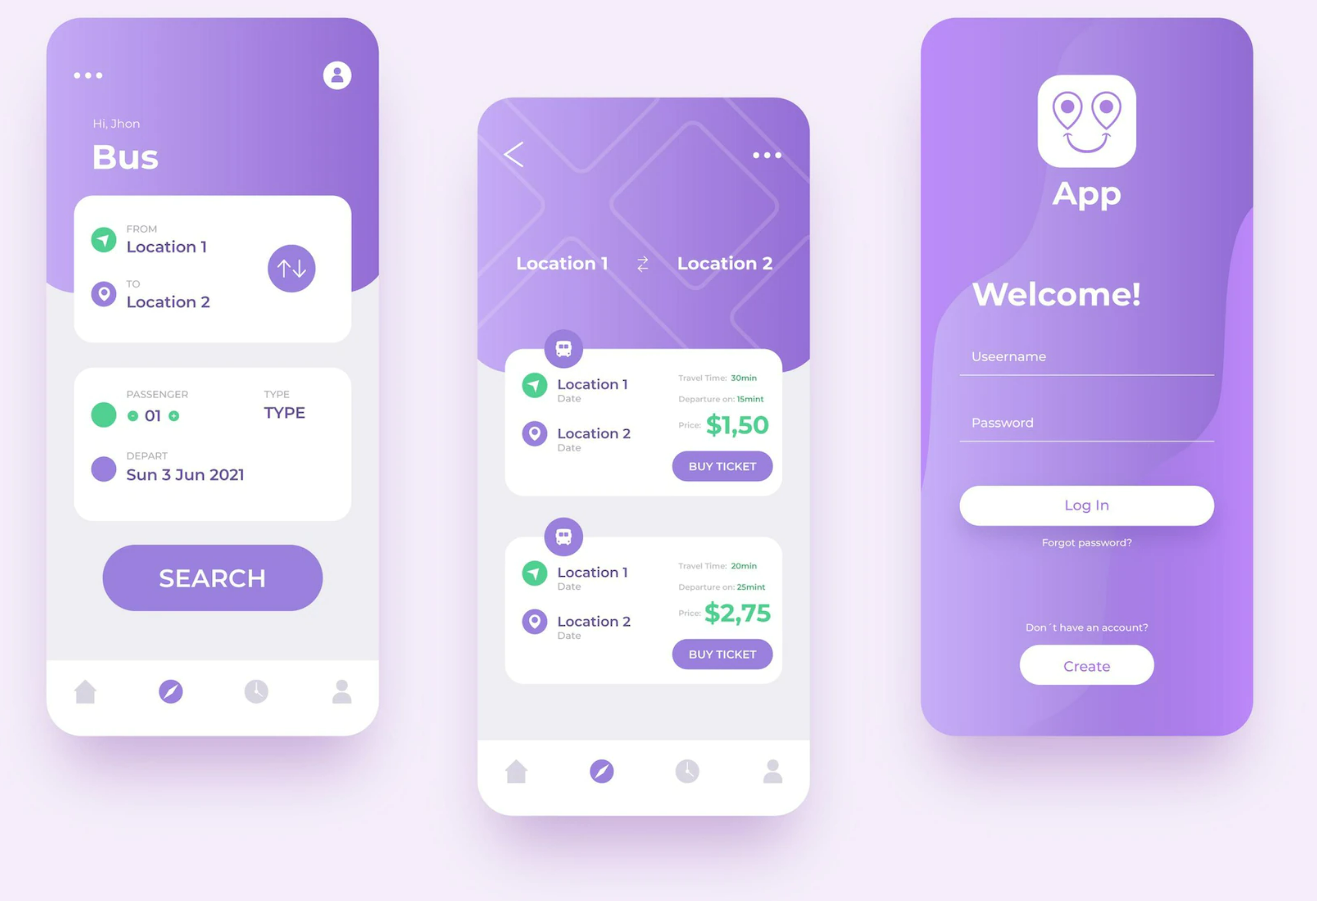 Hi, Jhon
Bus
FROM
Location 1
TO
Location 2
PASSENGER
- 01 +
TYPE
TYPE
DEPART
Sun 3 Jun 2021
SEARCH
Location 1
Location 2
Location 1
Date
Location 2
Date
Travel Time: 30min
Departure on: 15mint
Price: $1,50
BUY TICKET
Location 1
Date
Location 2
Date
Travel Time: 20min
Departure on: 25mint
Price: $2,75
BUY TICKET
App
Welcome!
Useername
Password
Log In
Forgot password?
Don´t have an account?
Create